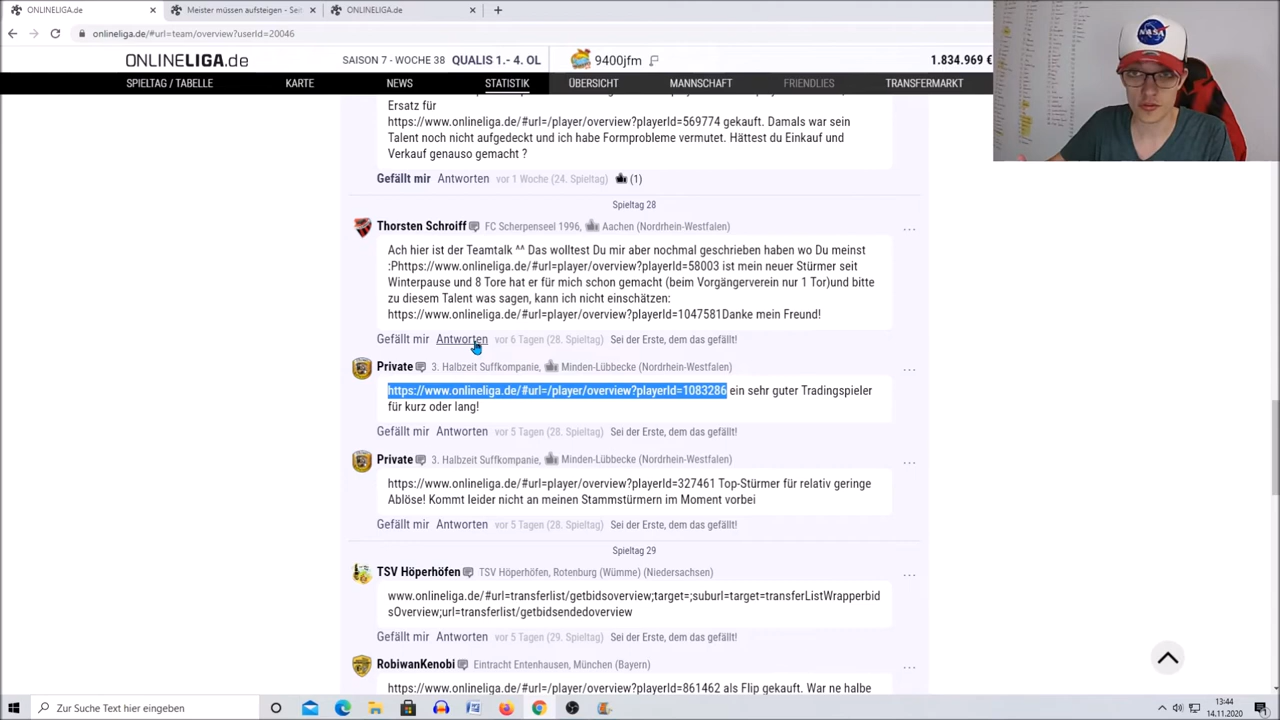 ONLINELIGA.de
Meister müssen aufsteigen - Seit
ONLINELIGA.de
onlineliga.de/#url=team/overview?userId=20046
ONLINELIGA.de
SAISON 7 - WOCHE 38 QUALIS 1. - 4. OL
9400
1.834.969 €
SPIELTAG / TABELLE
KARTE
NEWS
TRANSFERMARKT
NASA
Ersatz für
https://www.onlineliga.de/#url=/player/overview?playerId=569774 gekauft. Damals war sein
Talent noch nicht aufgedeckt und ich habe Formprobleme vermutet. Hättest du Einkauf und
Verkauf genauso gemacht ?
Gefällt mir Antworten vor 1 Woche (24. Spieltag) (1)
Spieltag 28
Thorsten Schroiff FC Scherpenseel 1996, Aachen (Nordrhein-Westfalen)
Ach hier ist der Teamtalk ^^ Das wolltest Du mir aber nochmal geschrieben haben wo Du meinst
:Phttps://www.onlineliga.de/#url=player/overview?playerId=58003 ist mein neuer Stürmer seit
Winterpause und 8 Tore hat er für mich schon gemacht (beim Vorgängerverein nur 1 Tor)und bitte
zu diesem Talent was sagen, kann ich nicht einschätzen:
https://www.onlineliga.de/#url=player/overview?playerId=1047581Danke mein Freund!
Gefällt mir Antworten vor 6 Tagen (28. Spieltag) Sei der Erste, dem das gefällt!
Private 3. Halbzeit Suffkompanie, Minden-Lübbecke (Nordrhein-Westfalen)
https://www.onlineliga.de/#url=/player/overview?playerId=1083286 ein sehr guter Tradingspieler
für kurz oder lang!
Gefällt mir Antworten vor 5 Tagen (28. Spieltag) Sei der Erste, dem das gefällt!
Private 3. Halbzeit Suffkompanie, Minden-Lübbecke (Nordrhein-Westfalen)
https://www.onlineliga.de/#url=player/overview?playerId=327461 Top-Stürmer für relativ geringe
Ablöse! Kommt leider nicht an meinen Stammstürmern im Moment vorbei
Gefällt mir Antworten vor 5 Tagen (28. Spieltag) Sei der Erste, dem das gefällt!
Spieltag 29
TSV Höperhöfen TSV Höperhöfen, Rotenburg (Wümme) (Niedersachsen)
www.onlineliga.de/#url=transferlist/getbidsoverview;target=;suburl=target=transferListWrapperbid
sOverview;url=transferlist/getbidsendedoverview
Gefällt mir Antworten vor 5 Tagen (29. Spieltag) Sei der Erste, dem das gefällt!
RobiwanKenobi Eintracht Entenhausen, München (Bayern)
https://www.onlineliga.de/#url=/player/overview?playerId=861462 als Flip gekauft. War ne halbe
Zur Suche Text hier eingeben
13:44
14.11.2020